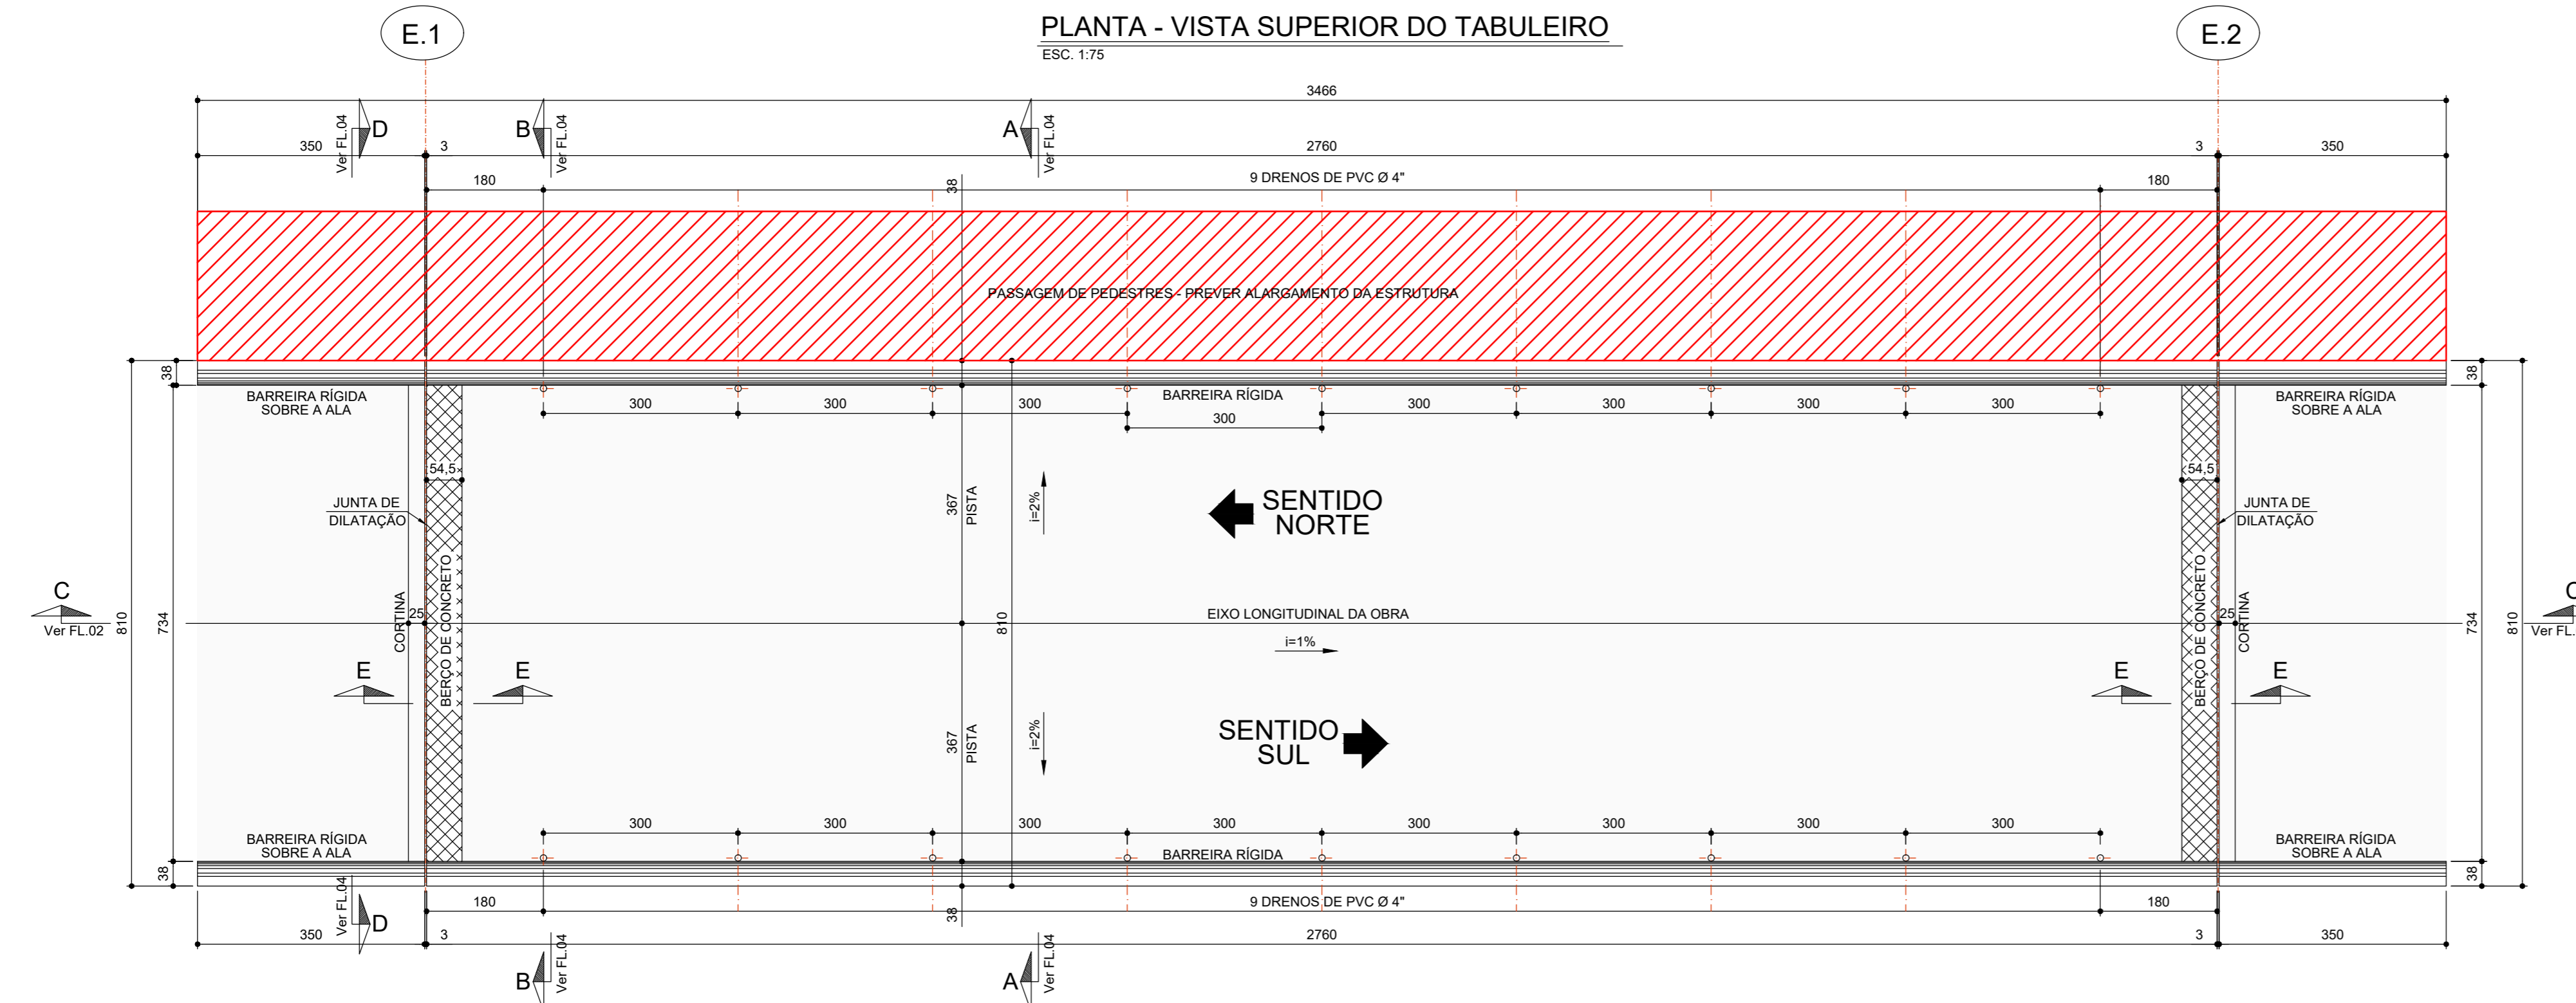 E.1
PLANTA - VISTA SUPERIOR DO TABULEIRO
E.2
ESC. 1:75
3466
D
Ver FL.04
B
Ver FL.04
A
Ver FL.04
350
3
2760
3
350
180
38
9 DRENOS DE PVC Ø 4"
180
PASSAGEM DE PEDESTRES - PREVER ALARGAMENTO DA ESTRUTURA
38
38
BARREIRA RÍGIDA
SOBRE A ALA
BARREIRA RÍGIDA
BARREIRA RÍGIDA
SOBRE A ALA
300
300
300
300
300
300
300
300
54,5
54,5
367
PISTA
i=2%
SENTIDO
NORTE
JUNTA DE
DILATAÇÃO
JUNTA DE
DILATAÇÃO
C
Ver FL.02
810
734
CORTINA
25
BERÇO DE CONCRETO
810
EIXO LONGITUDINAL DA OBRA
i=1%
BERÇO DE CONCRETO
25
CORTINA
734
810
Ver FL.
E
E
E
E
367
PISTA
i=2%
SENTIDO
SUL
300
300
300
300
300
300
300
300
BARREIRA RÍGIDA
SOBRE A ALA
BARREIRA RÍGIDA
BARREIRA RÍGIDA
SOBRE A ALA
38
38
180
38
9 DRENOS DE PVC Ø 4"
180
Ver FL.04
D
350
3
2760
3
350
B
Ver FL.04
A
Ver FL.04